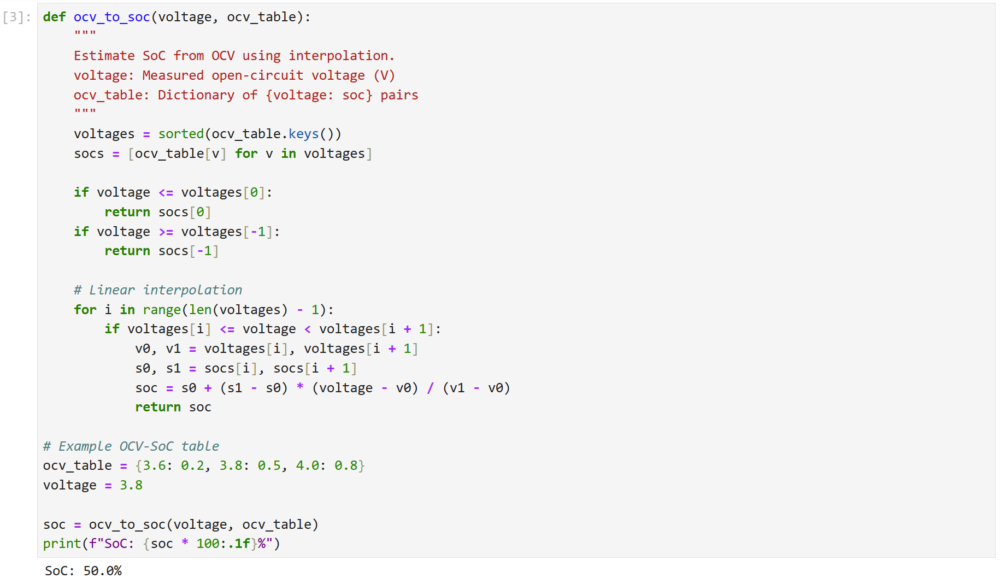 [3]: def ocv_to_soc(voltage, ocv_table):
    """
    Estimate SoC from OCV using interpolation.
    voltage: Measured open-circuit voltage (V)
    ocv_table: Dictionary of {voltage: soc} pairs
    """
    voltages = sorted(ocv_table.keys())
    socs = [ocv_table[v] for v in voltages]

    if voltage <= voltages[0]:
        return socs[0]
    if voltage >= voltages[-1]:
        return socs[-1]

    # Linear interpolation
    for i in range(len(voltages) - 1):
        if voltages[i] <= voltage < voltages[i + 1]:
            v0, v1 = voltages[i], voltages[i + 1]
            s0, s1 = socs[i], socs[i + 1]
            soc = s0 + (s1 - s0) * (voltage - v0) / (v1 - v0)
            return soc

# Example OCV-SoC table
ocv_table = {3.6: 0.2, 3.8: 0.5, 4.0: 0.8}
voltage = 3.8

soc = ocv_to_soc(voltage, ocv_table)
print(f"SoC: {soc * 100:.1f}%")
SoC: 50.0%